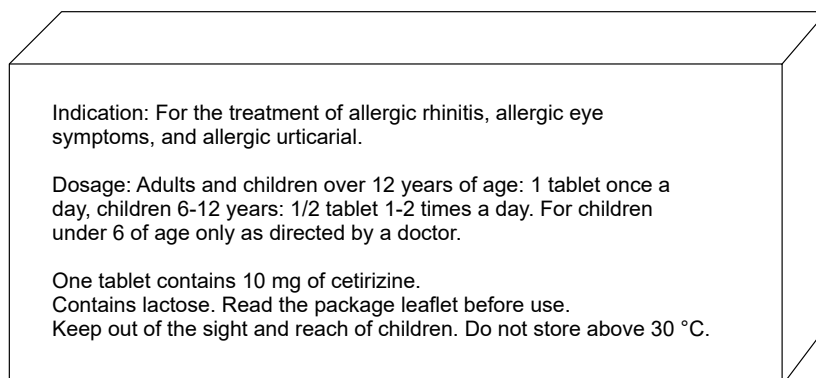 Indication: For the treatment of allergic rhinitis, allergic eye
symptoms, and allergic urticarial.
Dosage: Adults and children over 12 years of age: 1 tablet once a
day, children 6-12 years: 1/2 tablet 1-2 times a day. For children
under 6 of age only as directed by a doctor.
One tablet contains 10 mg of cetirizine.
Contains lactose. Read the package leaflet before use.
Keep out of the sight and reach of children. Do not store above 30 °C.